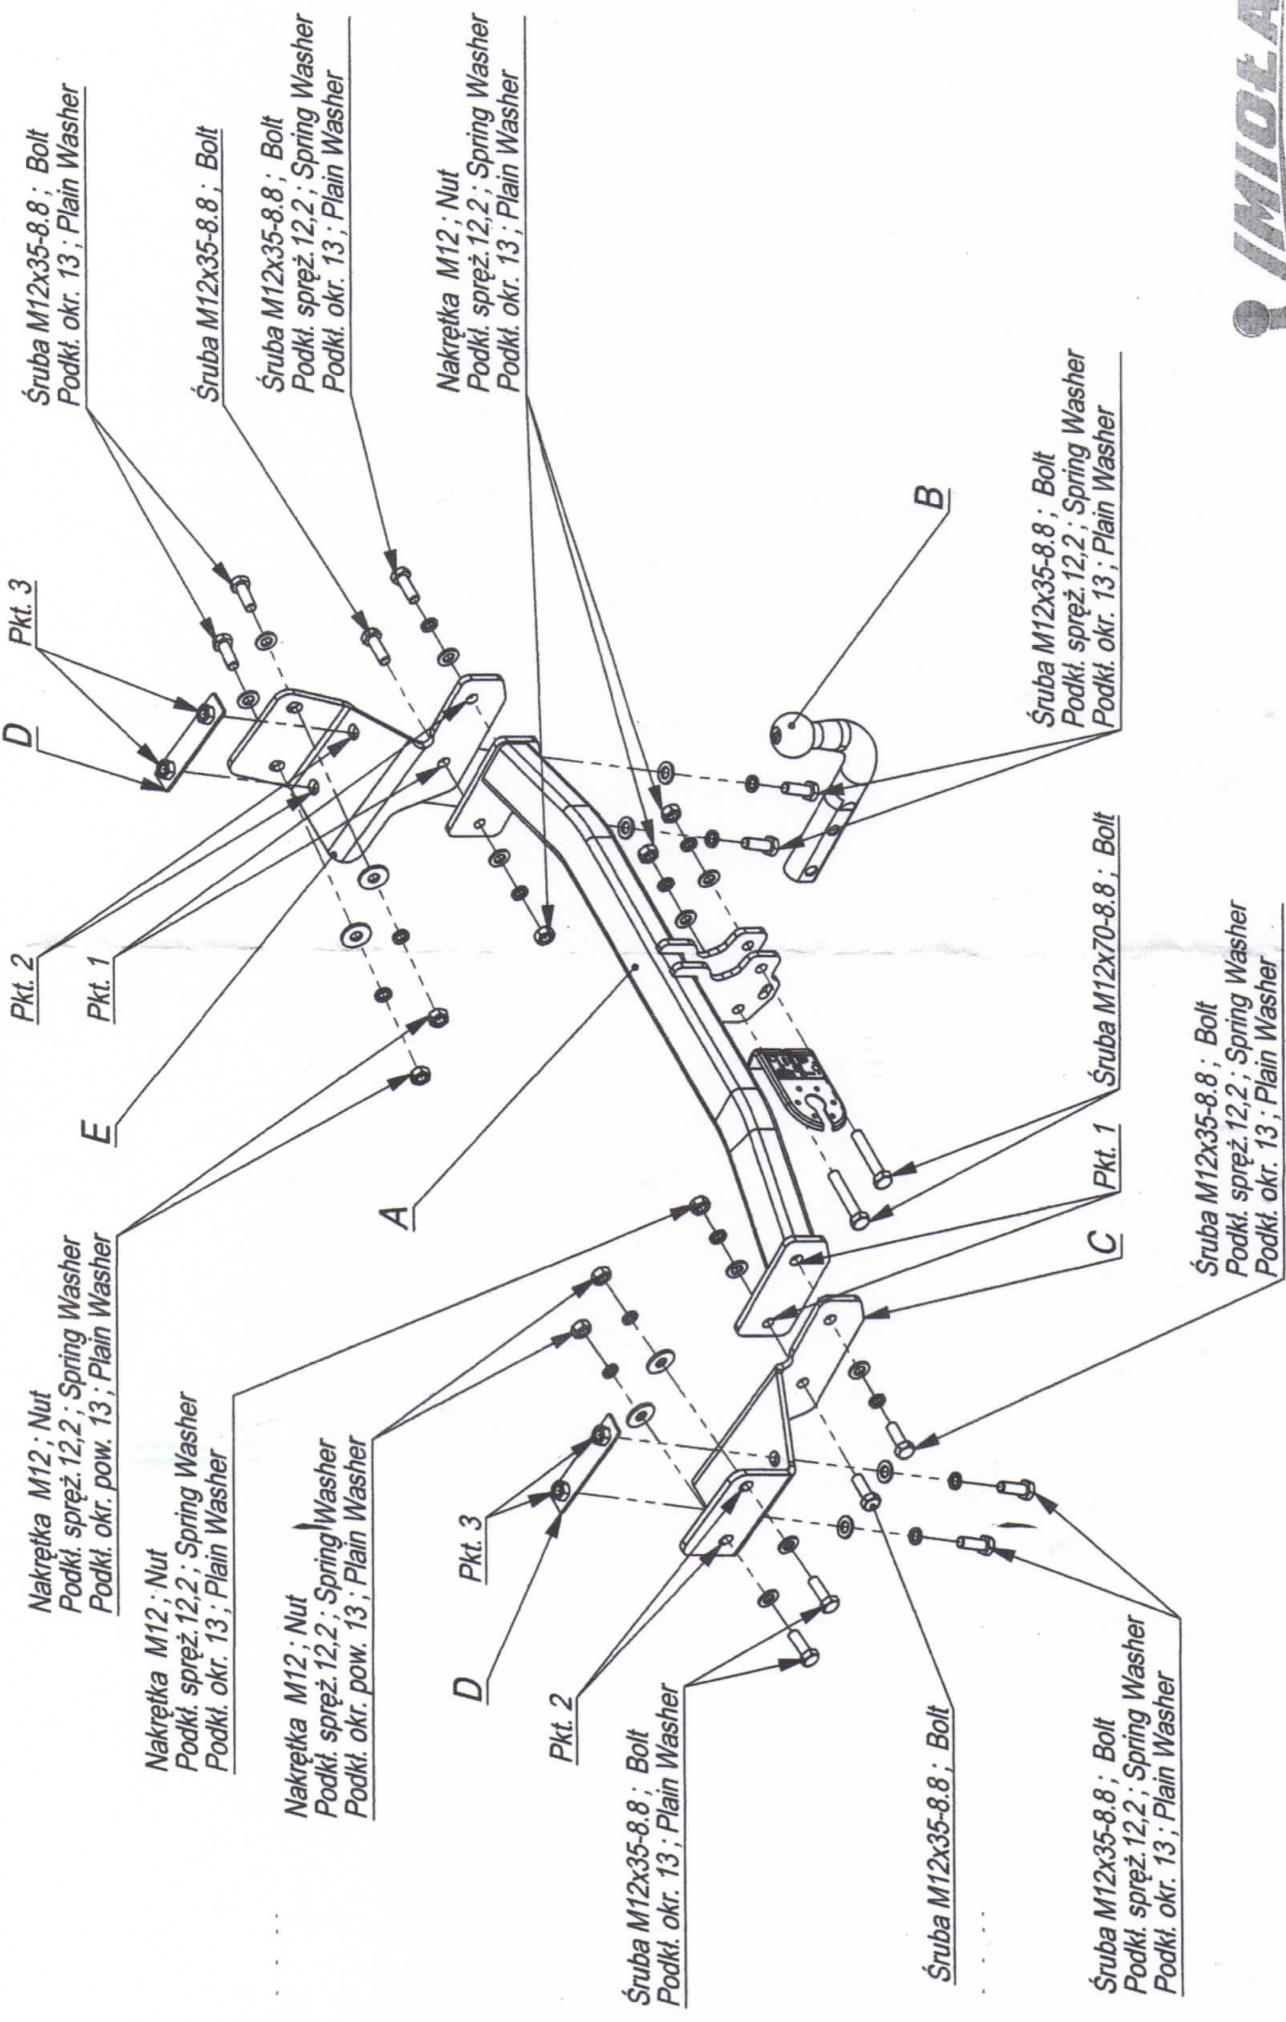 Nakrętka M12 ; Nut
Podkł. spręż.12,2 ; Spring Washer
Podkł. okr. pow. 13 ; Plain Washer
Nakrętka M12 ; Nut
Podkł. spręż.12,2 ; Spring Washer
Podkł. okr. 13 ; Plain Washer
Nakrętka M12 ; Nut
Podkł. spręż.12,2 ; Spring Washer
Podkł. okr. pow. 13 ; Plain Washer
Pkt. 3
D
Pkt. 2
Śruba M12x35-8.8 ; Bolt
Podkł. okr. 13 ; Plain Washer
Śruba M12x35-8.8 ; Bolt
Śruba M12x35-8.8 ; Bolt
Podkł. spręż.12,2 ; Spring Washer
Podkł. okr. 13 ; Plain Washer
Pkt. 2
Pkt. 1
E
A
D
Pkt. 3
Śruba M12x35-8.8 ; Bolt
Podkł. okr. 13 ; Plain Washer
Śruba M12x35-8.8 ; Bolt
Śruba M12x35-8.8 ; Bolt
Podkł. spręż.12,2 ; Spring Washer
Podkł. okr. 13 ; Plain Washer
Nakrętka M12 ; Nut
Podkł. spręż.12,2 ; Spring Washer
Podkł. okr. 13 ; Plain Washer
B
Śruba M12x35-8.8 ; Bolt
Podkł. spręż.12,2 ; Spring Washer
Podkł. okr. 13 ; Plain Washer
Śruba M12x70-8.8 ; Bolt
Pkt. 1
C
Śruba M12x35-8.8 ; Bolt
Podkł. spręż.12,2 ; Spring Washer
Podkł. okr. 13 ; Plain Washer
IMIOŁA